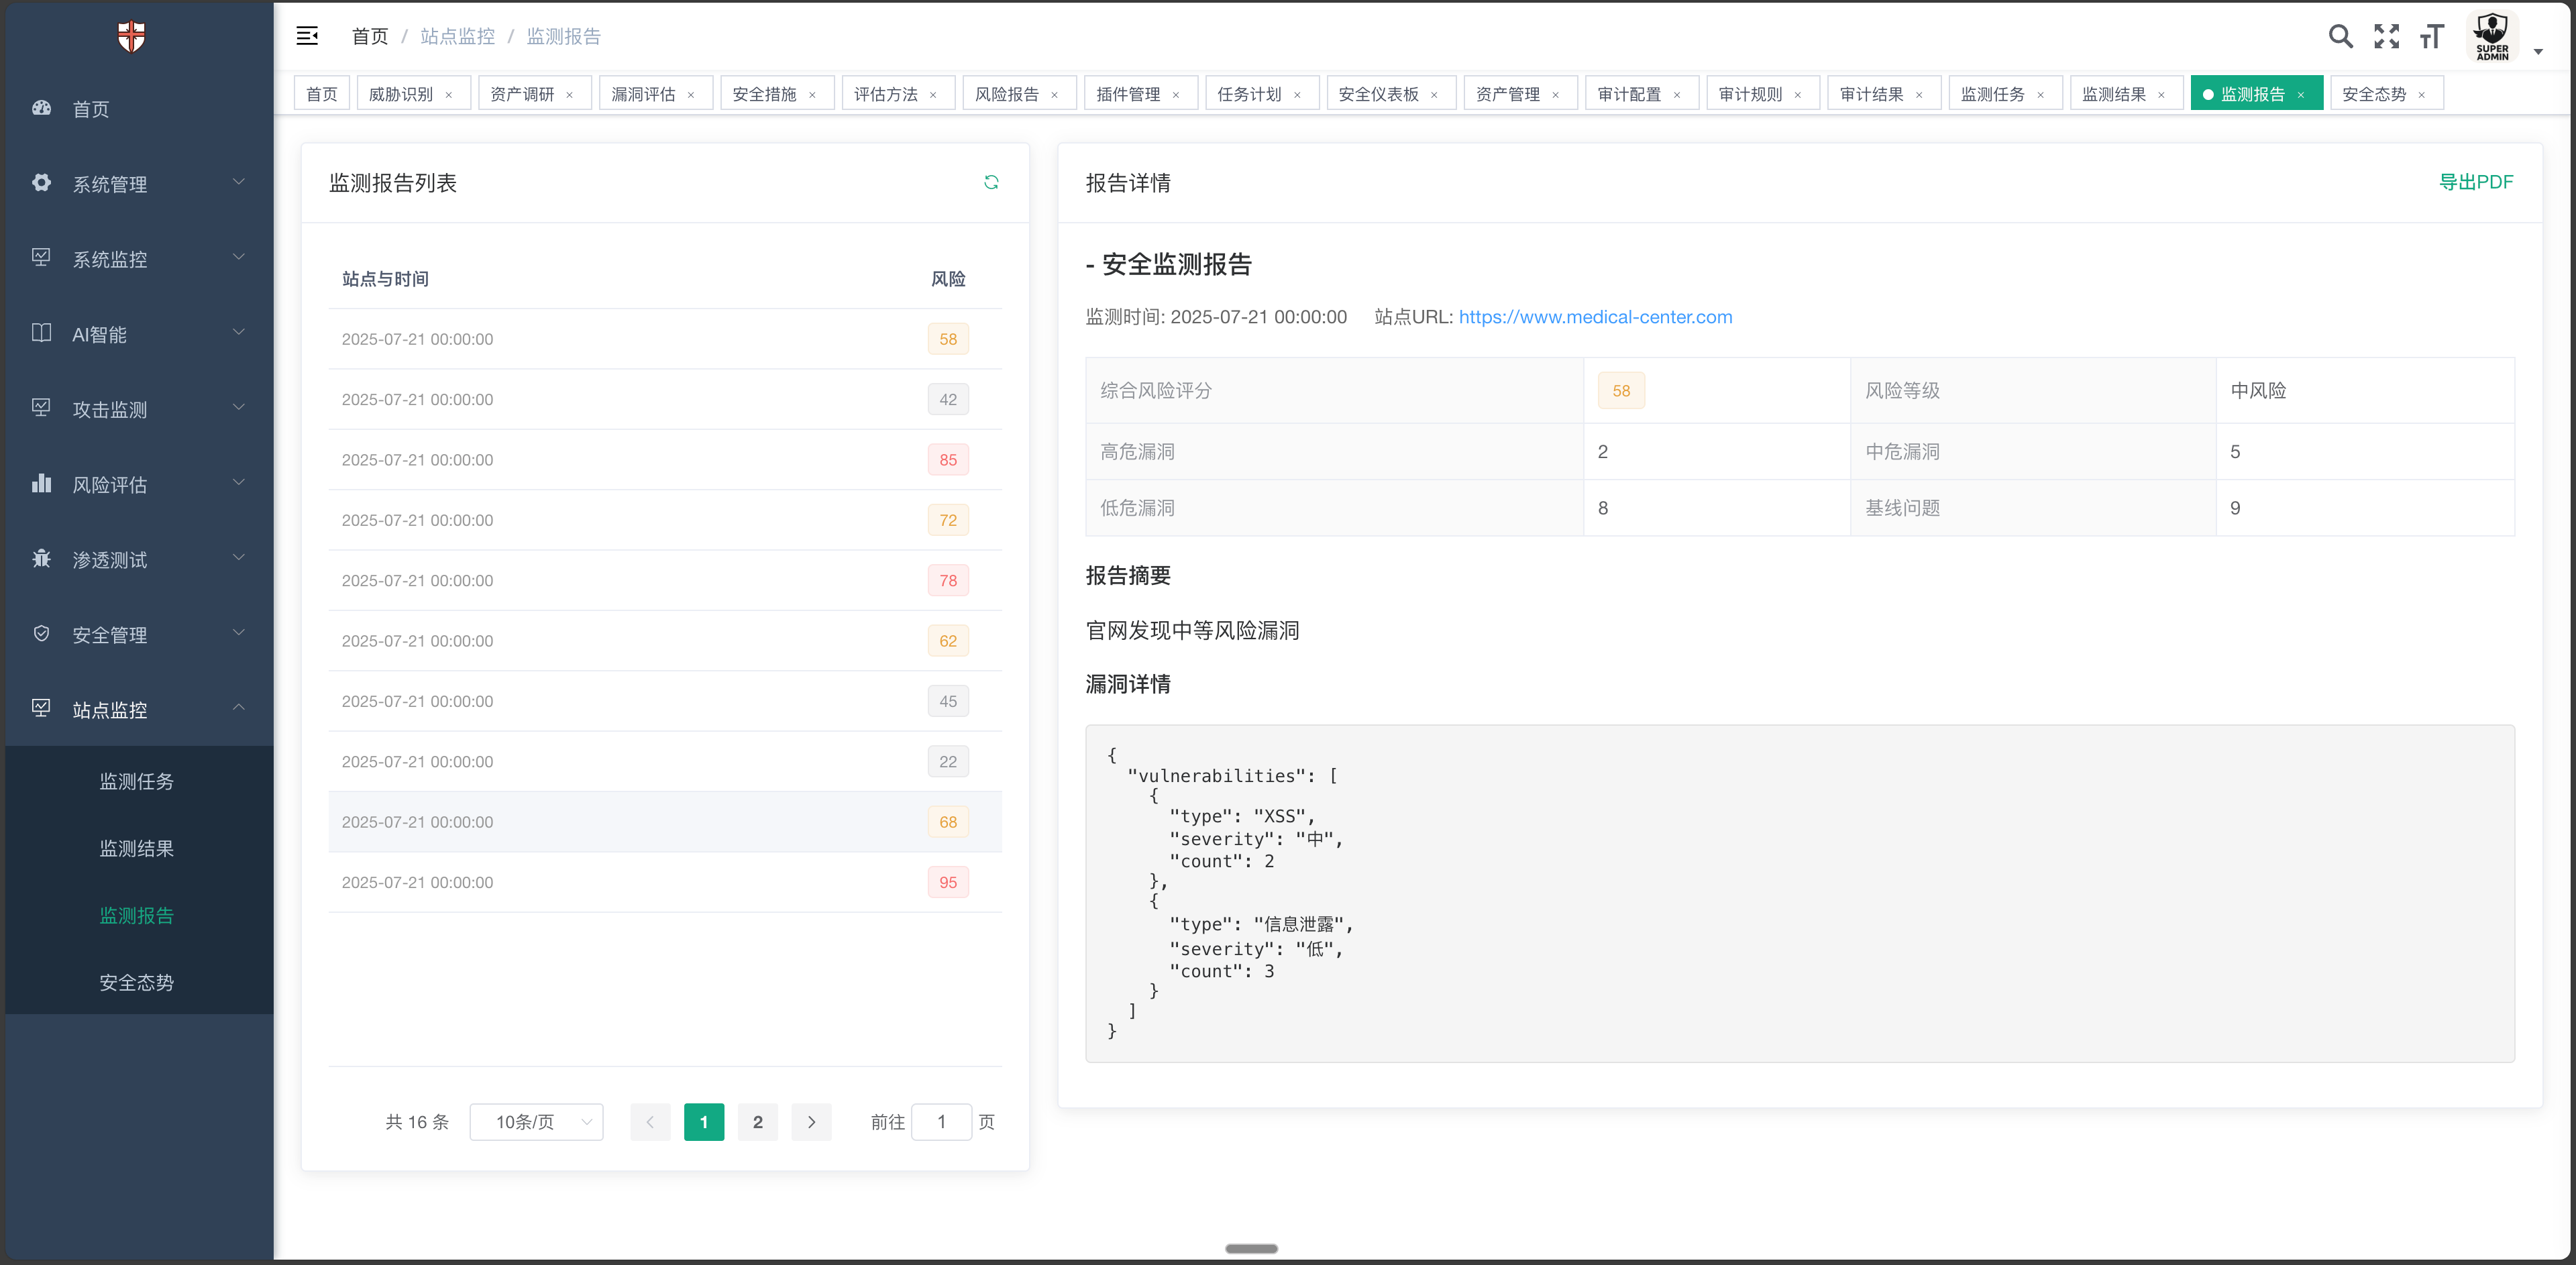 首页 / 站点监控 / 监测报告
SUPER
ADMIN
首页 威胁识别 × 资产调研 × 漏洞评估 × 安全措施 × 评估方法 × 风险报告 × 插件管理 × 任务计划 × 安全仪表板 × 资产管理 × 审计配置 × 审计规则 × 审计结果 × 监测任务 × 监测结果 × 监测报告 × 安全态势 ×
首页
系统管理
系统监控
AI智能
攻击监测
风险评估
渗透测试
安全管理
站点监控
监测任务
监测结果
监测报告
安全态势
监测报告列表
站点与时间 风险
2025-07-21 00:00:00 58
2025-07-21 00:00:00 42
2025-07-21 00:00:00 85
2025-07-21 00:00:00 72
2025-07-21 00:00:00 78
2025-07-21 00:00:00 62
2025-07-21 00:00:00 45
2025-07-21 00:00:00 22
2025-07-21 00:00:00 68
2025-07-21 00:00:00 95
共 16 条 10条/页 1 2 前往 1 页
报告详情 导出PDF
- 安全监测报告
监测时间: 2025-07-21 00:00:00 站点URL: https://www.medical-center.com
综合风险评分 58 风险等级 中风险
高危漏洞 2 中危漏洞 5
低危漏洞 8 基线问题 9
报告摘要
官网发现中等风险漏洞
漏洞详情
{
"vulnerabilities": [
{
"type": "XSS",
"severity": "中",
"count": 2
},
{
"type": "信息泄露",
"severity": "低",
"count": 3
}
]
}